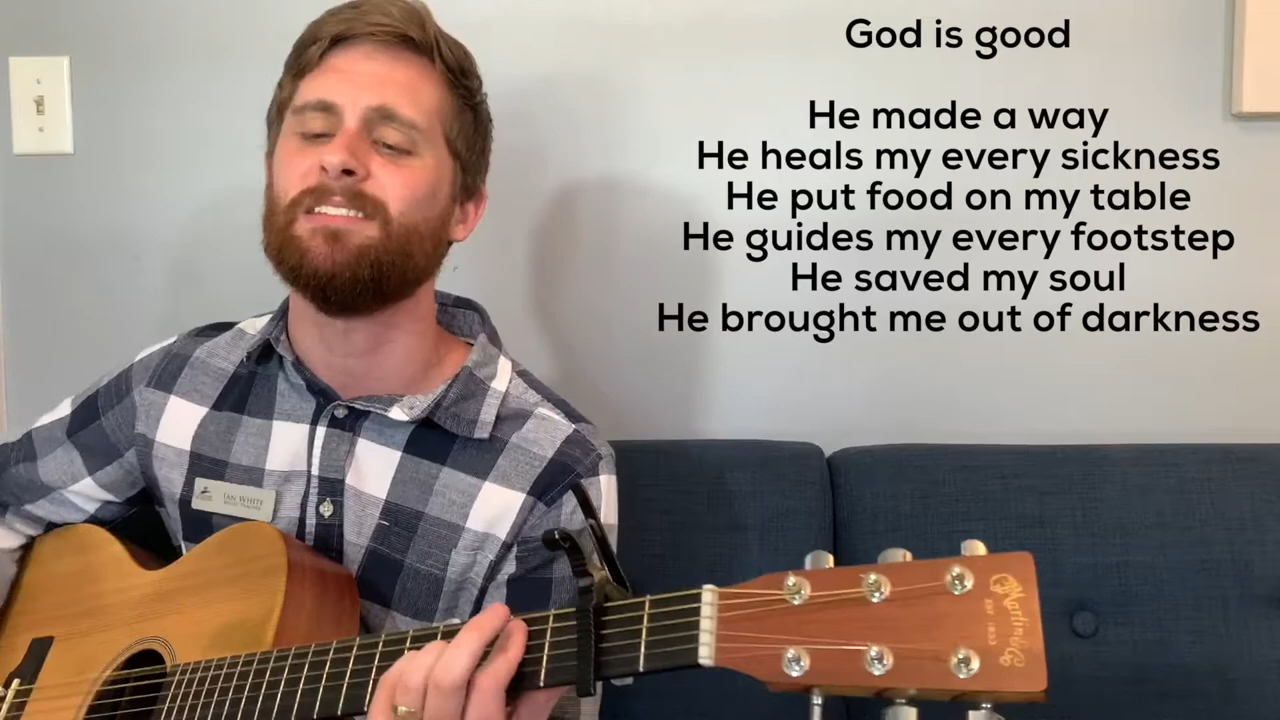 God is good
He made a way
He heals my every sickness
He put food on my table
He guides my every footstep
He saved my soul
He brought me out of darkness
IAN WHITE
MUSIC TEACHER
Martin & Co
EST 1833